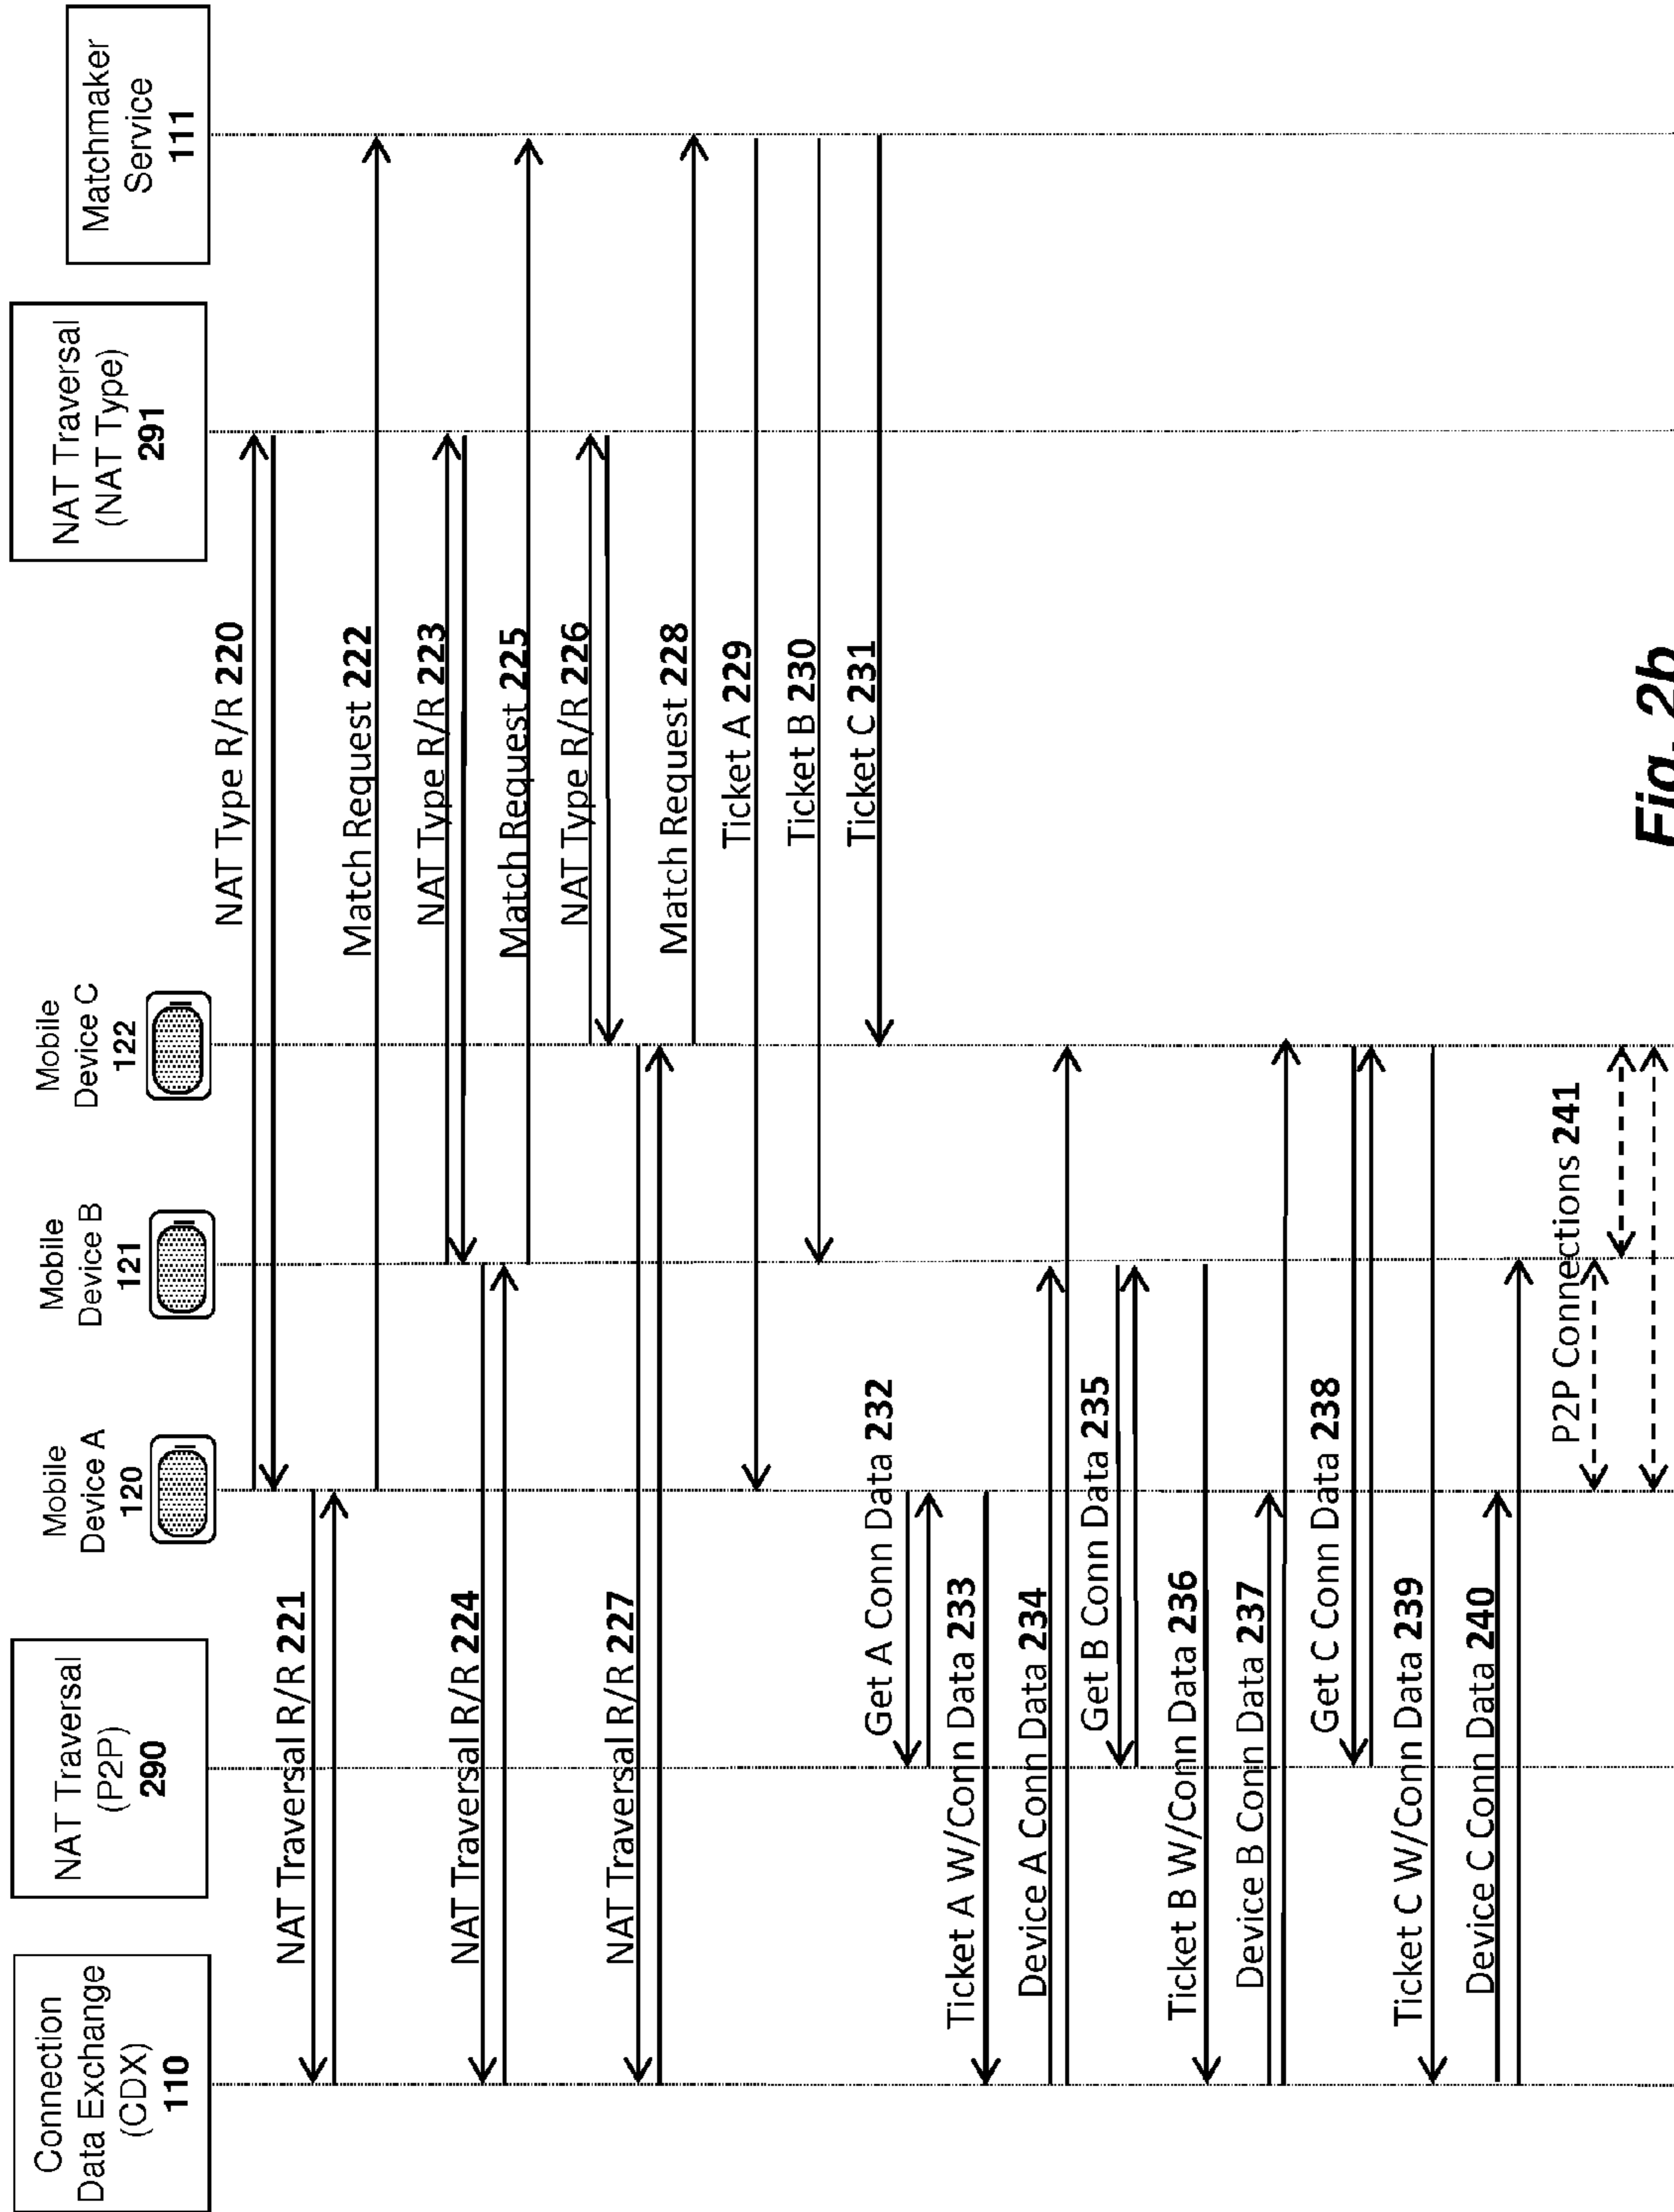 Connection
Data Exchange
(CDX)
110
NAT Traversal
(P2P)
290
Mobile
Device A
120
Mobile
Device B
121
Mobile
Device C
122
NAT Traversal
(NAT Type)
291
Matchmaker
Service
111
NAT Type R/R 220
NAT Traversal R/R 221
Match Request 222
NAT Type R/R 223
NAT Traversal R/R 224
Match Request 225
NAT Type R/R 226
NAT Traversal R/R 227
Match Request 228
Ticket A 229
Ticket B 230
Ticket C 231
Get A Conn Data 232
Ticket A W/Conn Data 233
Device A Conn Data 234
Get B Conn Data 235
Ticket B W/Conn Data 236
Device B Conn Data 237
Get C Conn Data 238
Ticket C W/Conn Data 239
Device C Conn Data 240
P2P Connections 241
Fig. 2b